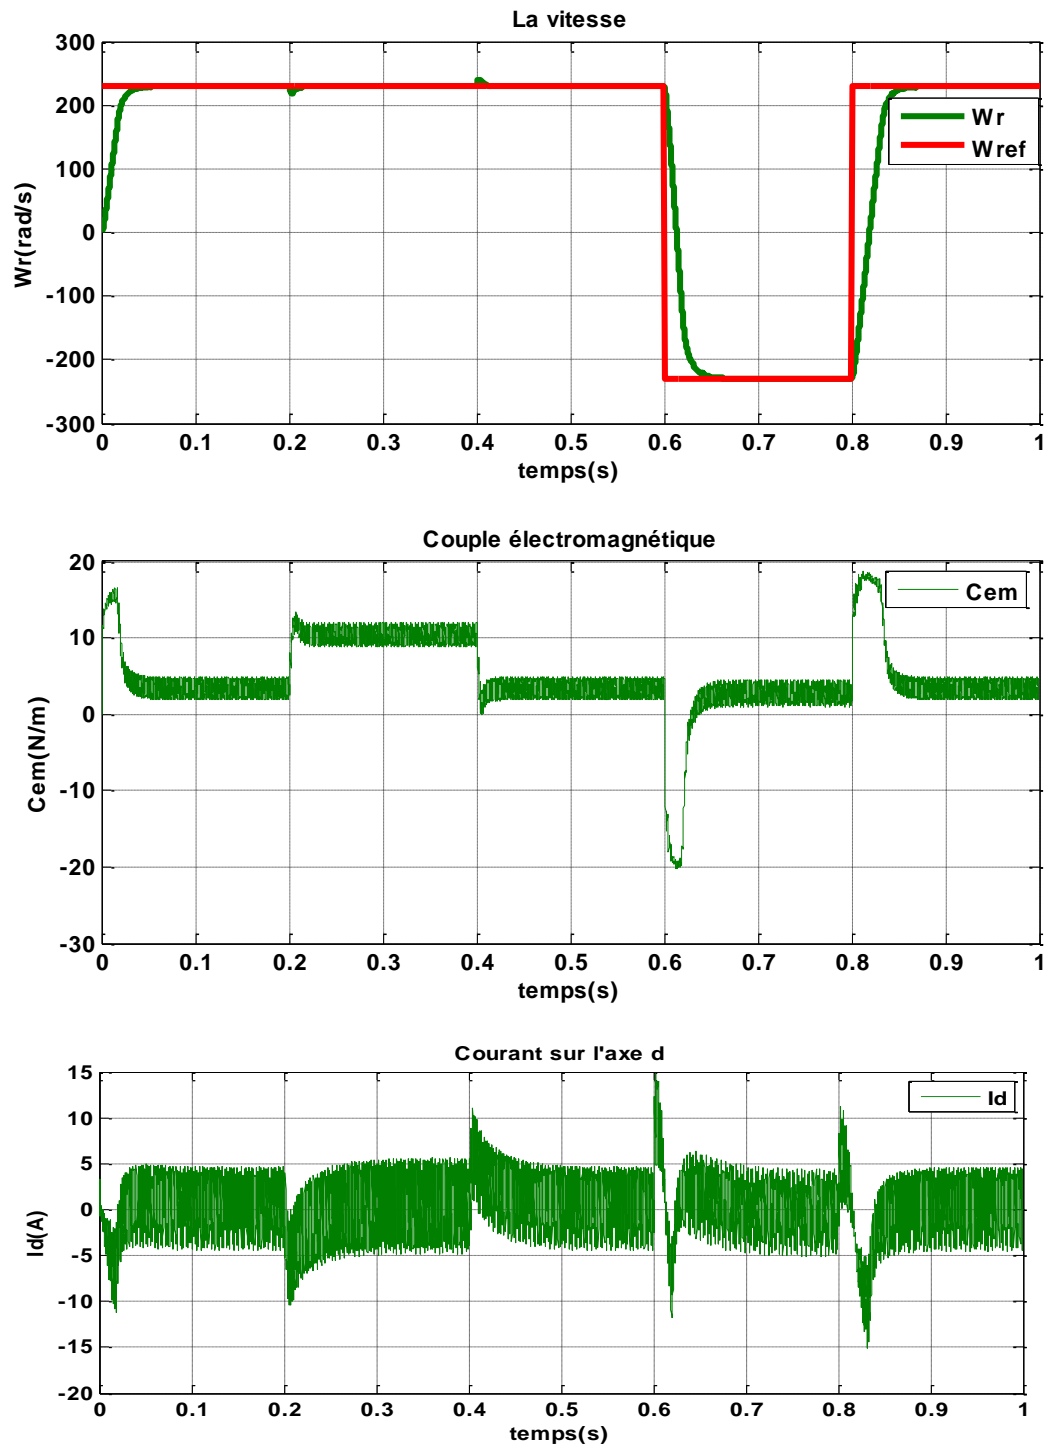 La vitesse
300
200
100
0
-100
-200
-300
Wr(rad/s)
Wr
Wref
0 0.1 0.2 0.3 0.4 0.5 0.6 0.7 0.8 0.9 1
temps(s)
Couple électromagnétique
20
10
0
-10
-20
-30
Cem(N/m)
Cem
0 0.1 0.2 0.3 0.4 0.5 0.6 0.7 0.8 0.9 1
temps(s)
Courant sur l'axe d
15
10
5
0
-5
-10
-15
-20
Id(A)
Id
0 0.1 0.2 0.3 0.4 0.5 0.6 0.7 0.8 0.9 1
temps(s)